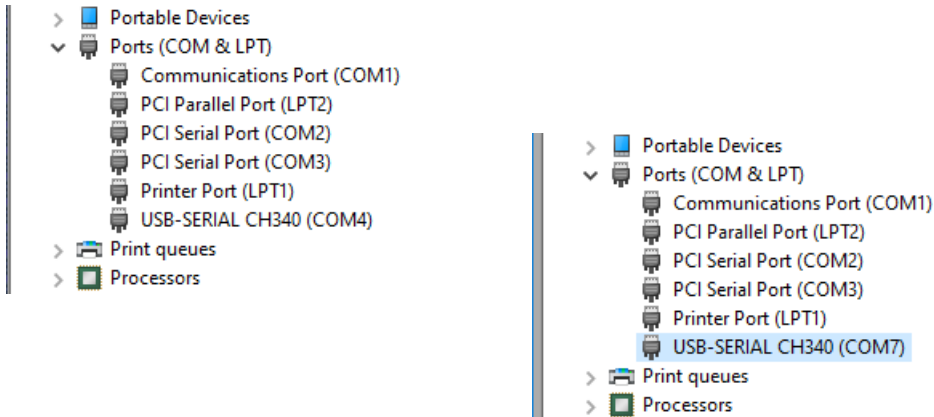 Portable Devices
Ports (COM & LPT)
Communications Port (COM1)
PCI Parallel Port (LPT2)
PCI Serial Port (COM2)
PCI Serial Port (COM3)
Printer Port (LPT1)
USB-SERIAL CH340 (COM4)
Print queues
Processors
Portable Devices
Ports (COM & LPT)
Communications Port (COM1)
PCI Parallel Port (LPT2)
PCI Serial Port (COM2)
PCI Serial Port (COM3)
Printer Port (LPT1)
USB-SERIAL CH340 (COM7)
Print queues
Processors